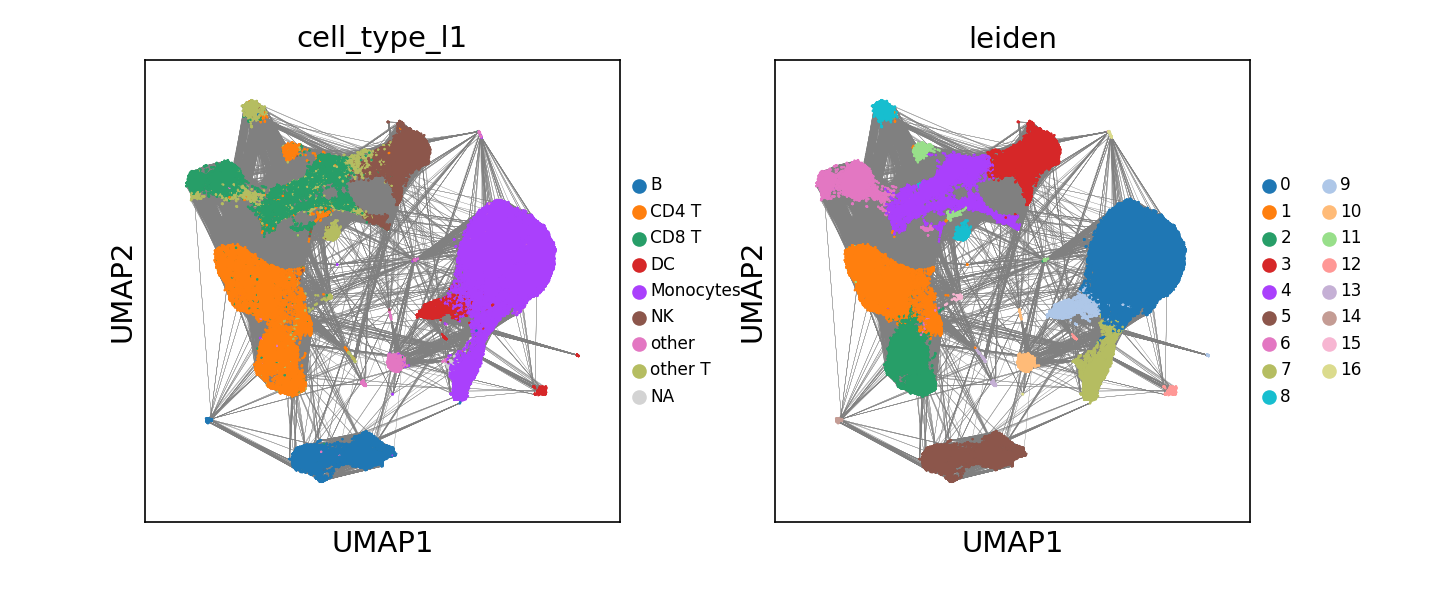 cell_type_l1
UMAP2
UMAP1
B
CD4 T
CD8 T
DC
Monocytes
NK
other
other T
NA
leiden
UMAP2
UMAP1
0
1
2
3
4
5
6
7
8
9
10
11
12
13
14
15
16